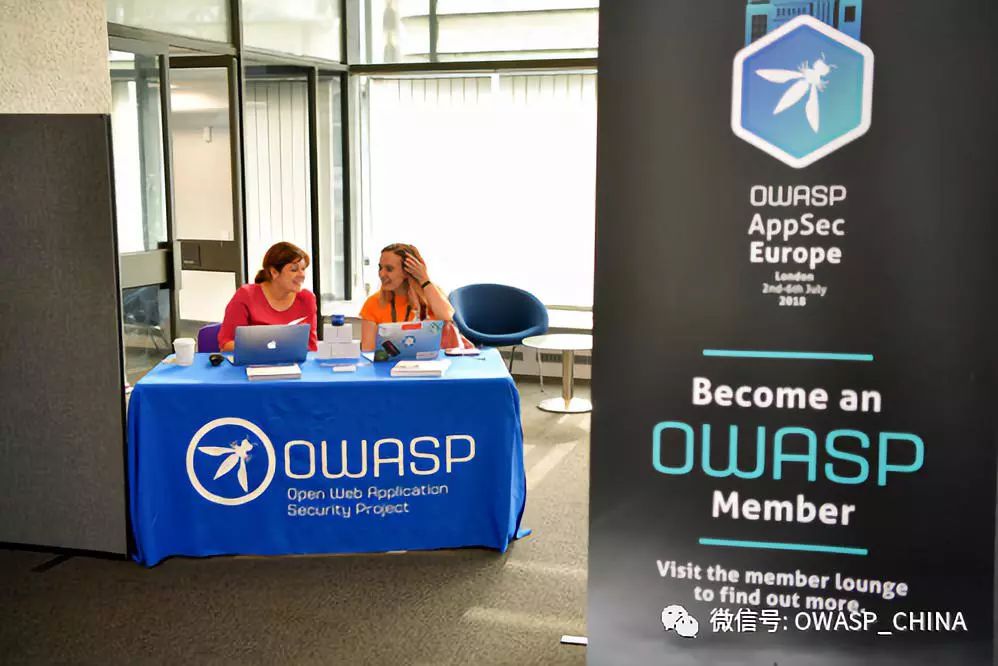 OWASP
Open Web Application
Security Project
OWASP
AppSec
Europe
London
2nd-6th July
2018
Become an
OWASP
Member
Visit the member lounge
to find out more.
微信号: OWASP_CHINA